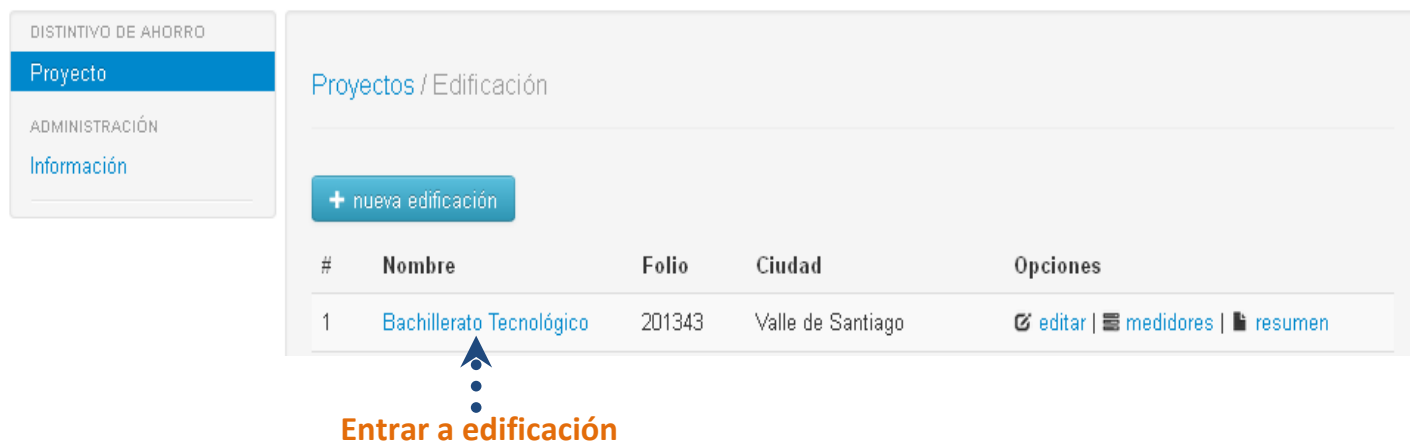 DISTINTIVO DE AHORRO
Proyecto
ADMINISTRACIÓN
Información
Proyectos / Edificación
+ nueva edificación
# Nombre Folio Ciudad Opciones
1 Bachillerato Tecnológico 201343 Valle de Santiago editar | medidores | resumen
Entrar a edificación